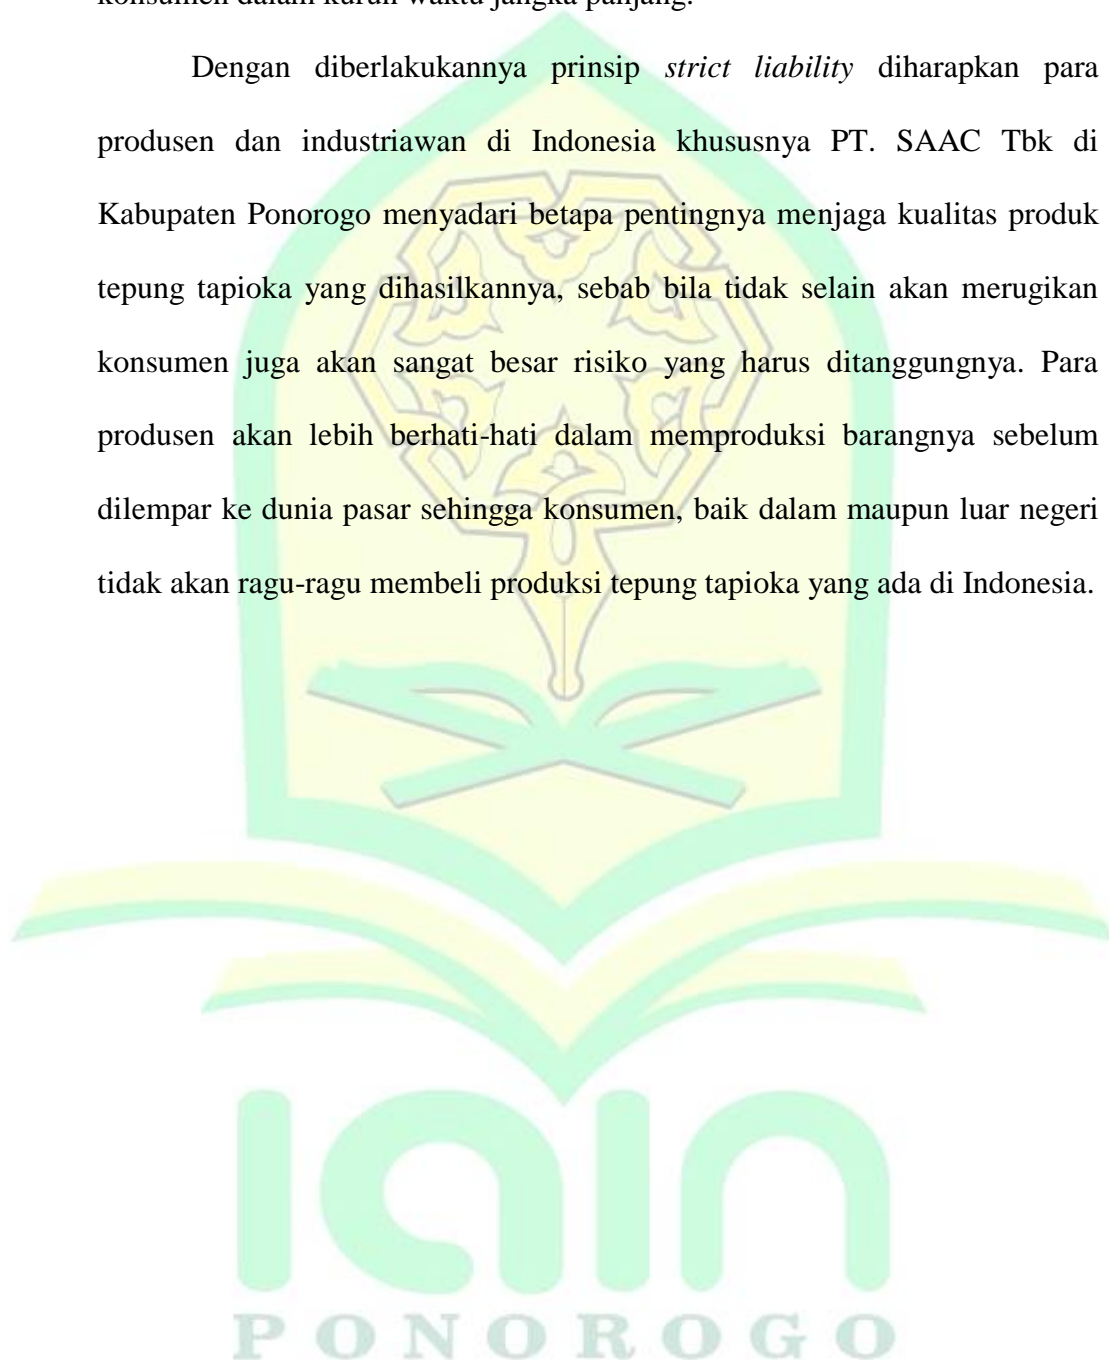 konsumen dalam kurun waktu jangka panjang.
Dengan diberlakukannya prinsip strict liability diharapkan para
produsen dan industriawan di Indonesia khususnya PT. SAAC Tbk di
Kabupaten Ponorogo menyadari betapa pentingnya menjaga kualitas produk
tepung tapioka yang dihasilkannya, sebab bila tidak selain akan merugikan
konsumen juga akan sangat besar risiko yang harus ditanggungnya. Para
produsen akan lebih berhati-hati dalam memproduksi barangnya sebelum
dilempar ke dunia pasar sehingga konsumen, baik dalam maupun luar negeri
tidak akan ragu-ragu membeli produksi tepung tapioka yang ada di Indonesia.
iain
PONOROGO